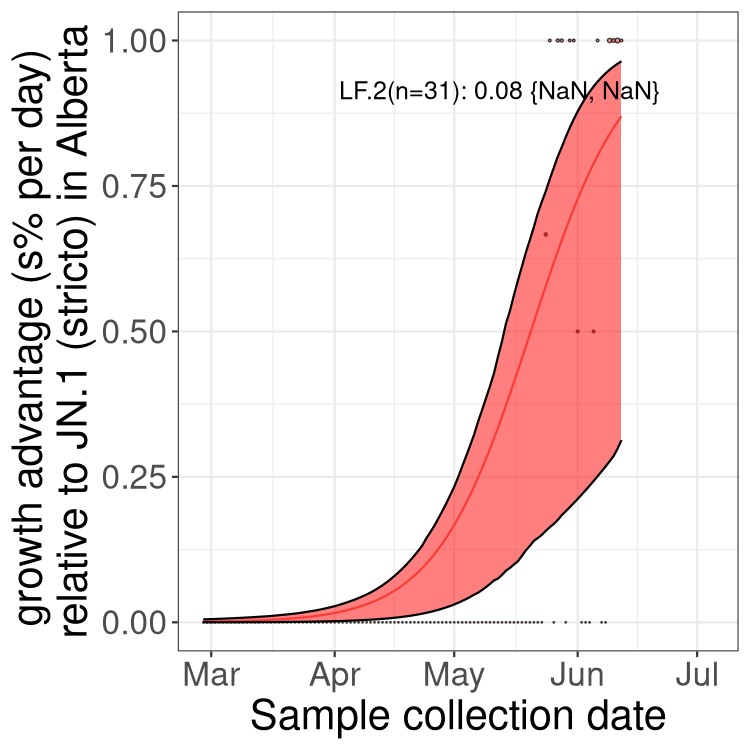 growth advantage (s% per day)
relative to JN.1 (stricto) in Alberta
1.00
0.75
0.50
0.25
0.00
LF.2(n=31): 0.08 {NaN, NaN}
Mar Apr May Jun Jul
Sample collection date